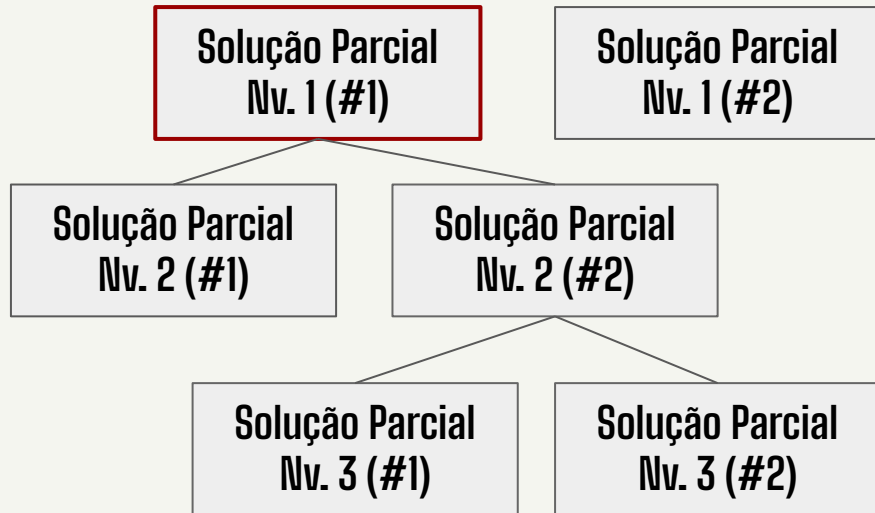 Solução Parcial
Nv. 1 (#1)
Solução Parcial
Nv. 1 (#2)
Solução Parcial
Nv. 2 (#1)
Solução Parcial
Nv. 2 (#2)
Solução Parcial
Nv. 3 (#1)
Solução Parcial
Nv. 3 (#2)